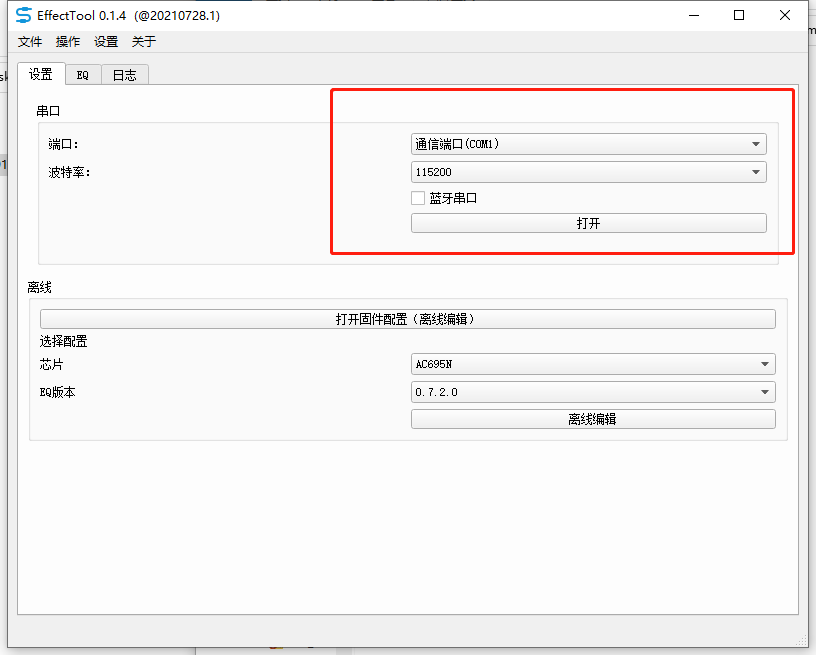 EffectTool 0.1.4 (@20210728.1)
文件 操作 设置 关于
设置 EQ 日志
串口
端口: 通信端口(COM1)
波特率: 115200
蓝牙串口
打开
离线
打开固件配置（离线编辑）
选择配置
芯片 AC695N
EQ版本 0.7.2.0
离线编辑